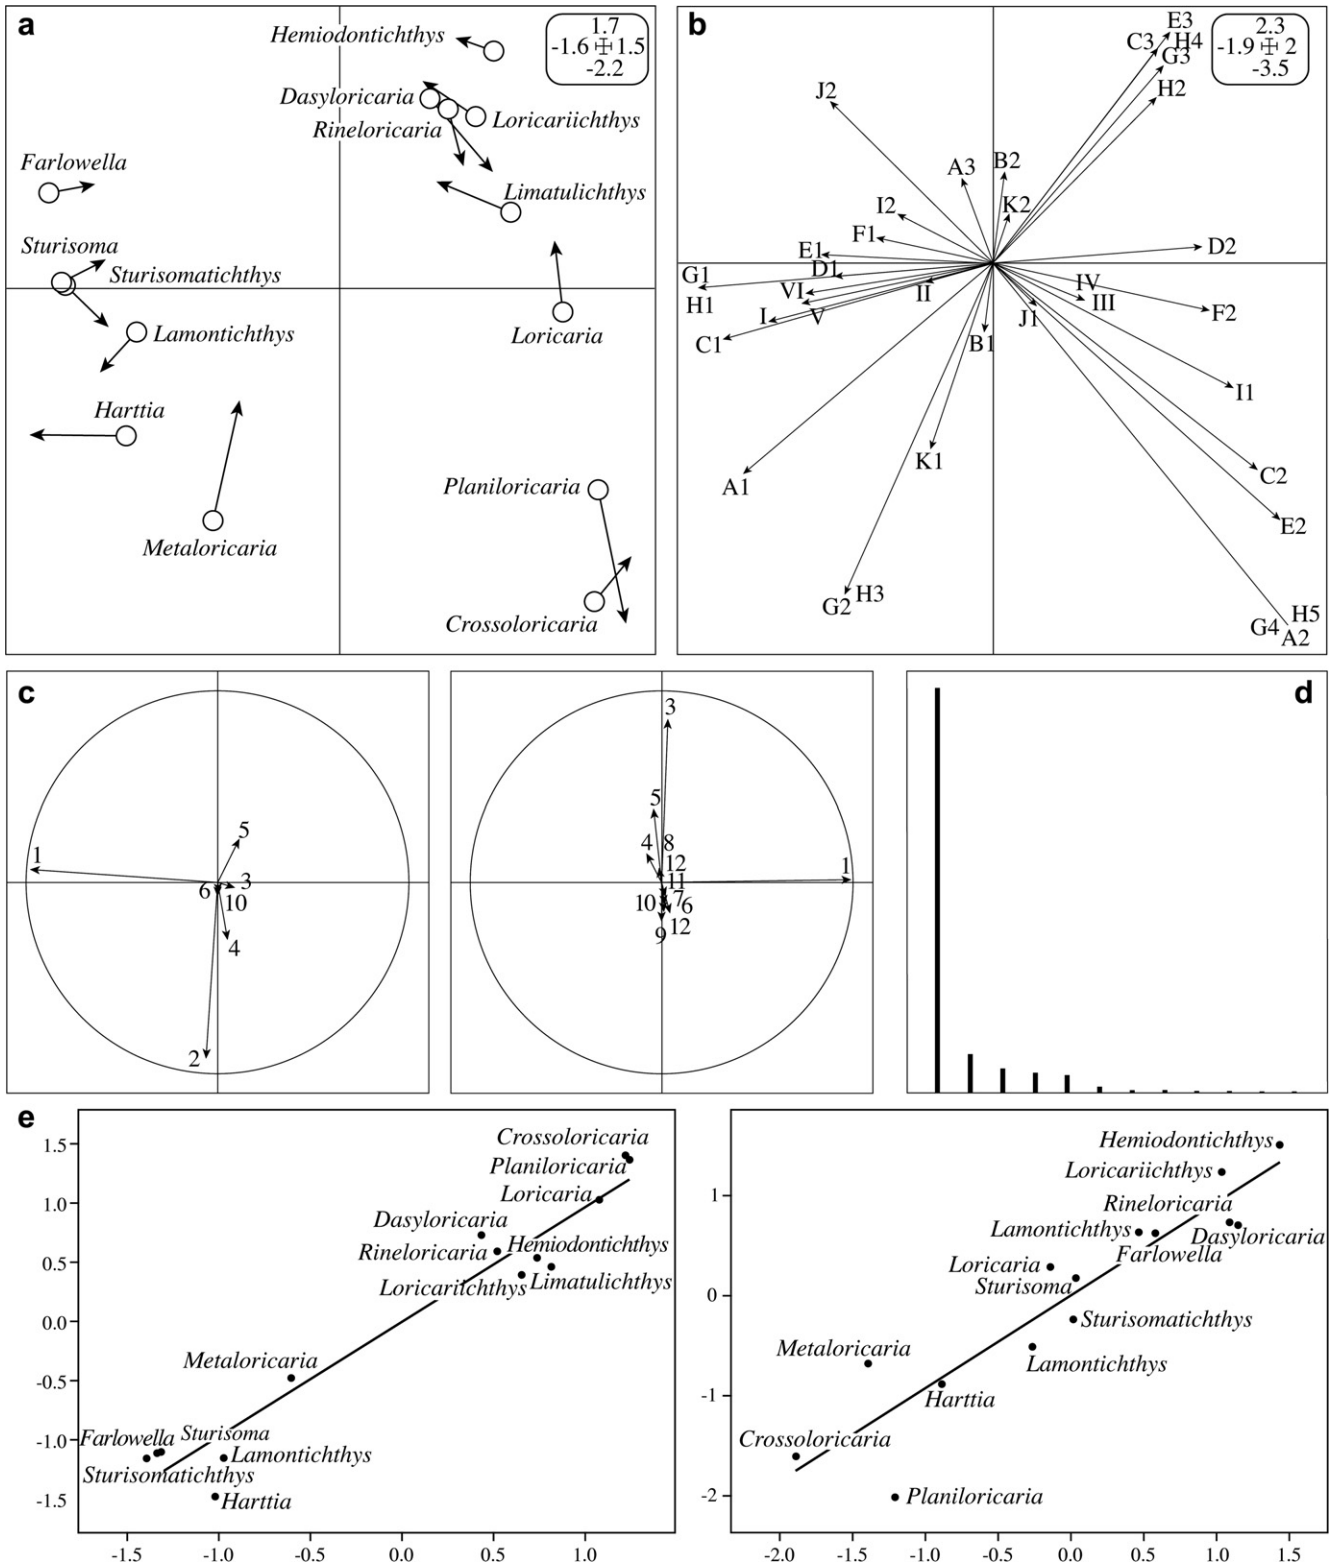 a
Hemiodontichthys
1.7
-1.6 1.5
-2.2
Dasyloricaria
Rineloricaria
Loricariichthys
Farlowella
Limatulichthys
Sturisoma
Sturisomatichthys
Lamontichthys
Loricaria
Harttia
Planiloricaria
Metaloricaria
Crossoloricaria
b
E3
C3 H4
G3
H2
2.3
-1.9 2
-3.5
J2
A3 B2
I2 K2
F1
E1 D2
G1 D1
VI II IV
H1 III
I V J1 F2
C1 B1
I1
K1
A1 C2
E2
H3
G2
H5
G4 A2
c
1
5
6 3
10
4
2
3
5
4 8
12
1
11
10 7 6
12
9
d
e
1.5
1.0
0.5
0.0
-0.5
-1.0
-1.5
Crossoloricaria
Planiloricaria
Loricaria
Dasyloricaria
Rineloricaria Hemiodontichthys
Loricariichthys Limatulichthys
Metaloricaria
Farlowella Sturisoma
Lamontichthys
Sturisomatichthys
Harttia
-1.5 -1.0 -0.5 0.0 0.5 1.0
1
0
-1
-2
Hemiodontichthys
Loricariichthys
Rineloricaria
Lamontichthys Dasyloricaria
Farlowella
Loricaria
Sturisoma
Sturisomatichthys
Metaloricaria
Lamontichthys
Harttia
Crossoloricaria
Planiloricaria
-2.0 -1.5 -1.0 -0.5 0.0 0.5 1.0 1.5